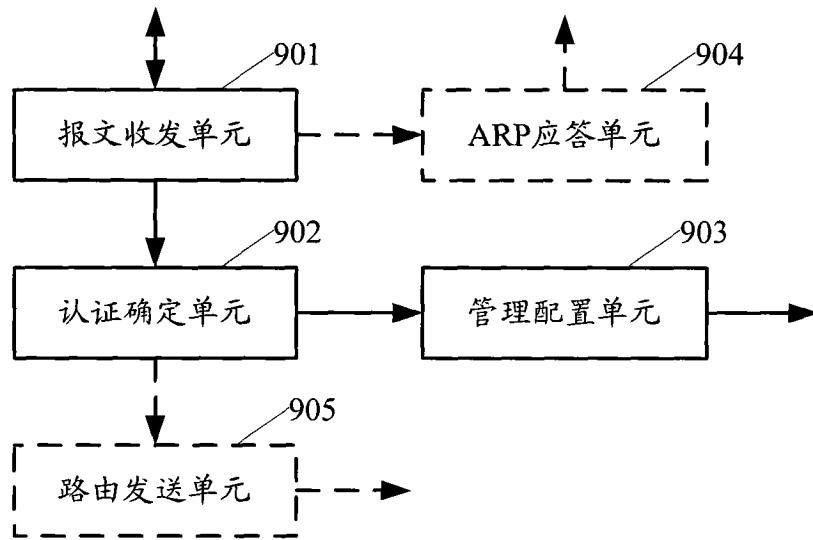 901
报文收发单元
904
ARP应答单元
902
认证确定单元
903
管理配置单元
905
路由发送单元